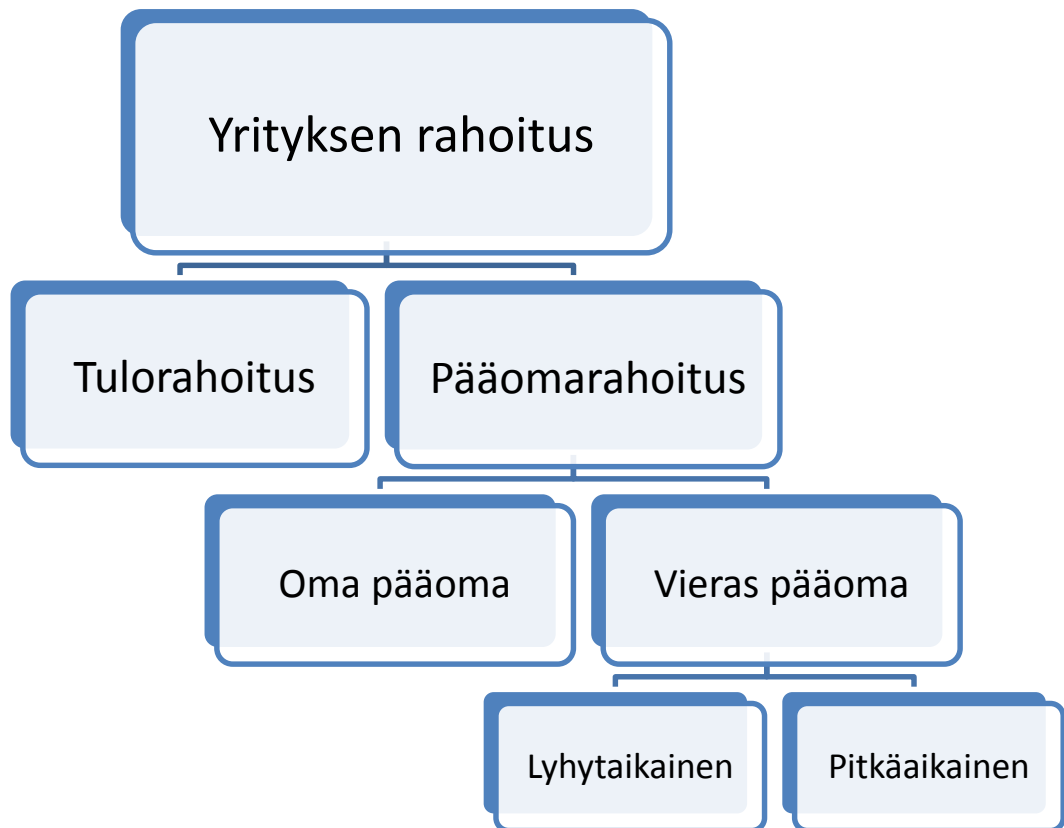 Yrityksen rahoitus
Tulorahoitus
Pääomarahoitus
Oma pääoma
Vieras pääoma
Lyhytaikainen
Pitkäaikainen